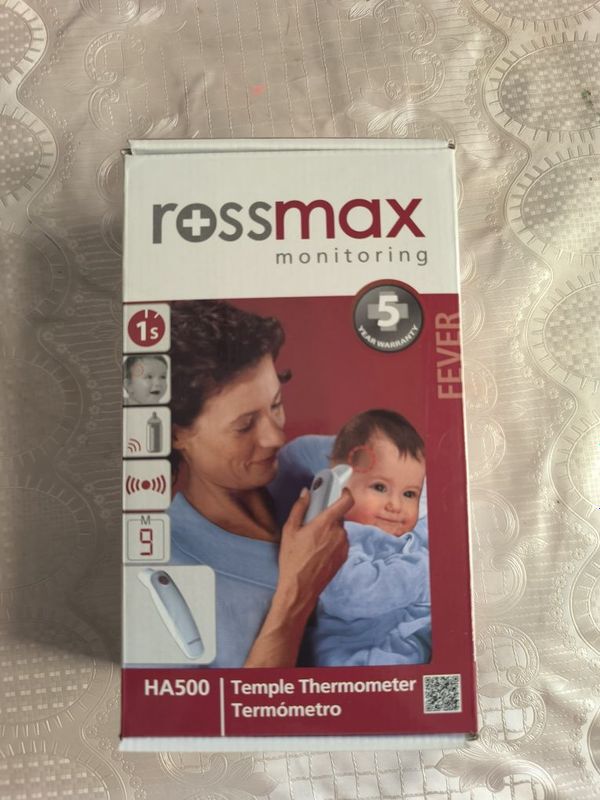 rossmax
monitoring
5
YEAR WARRANTY
FEVER
1s
M
9
HA500
Temple Thermometer
Termómetro